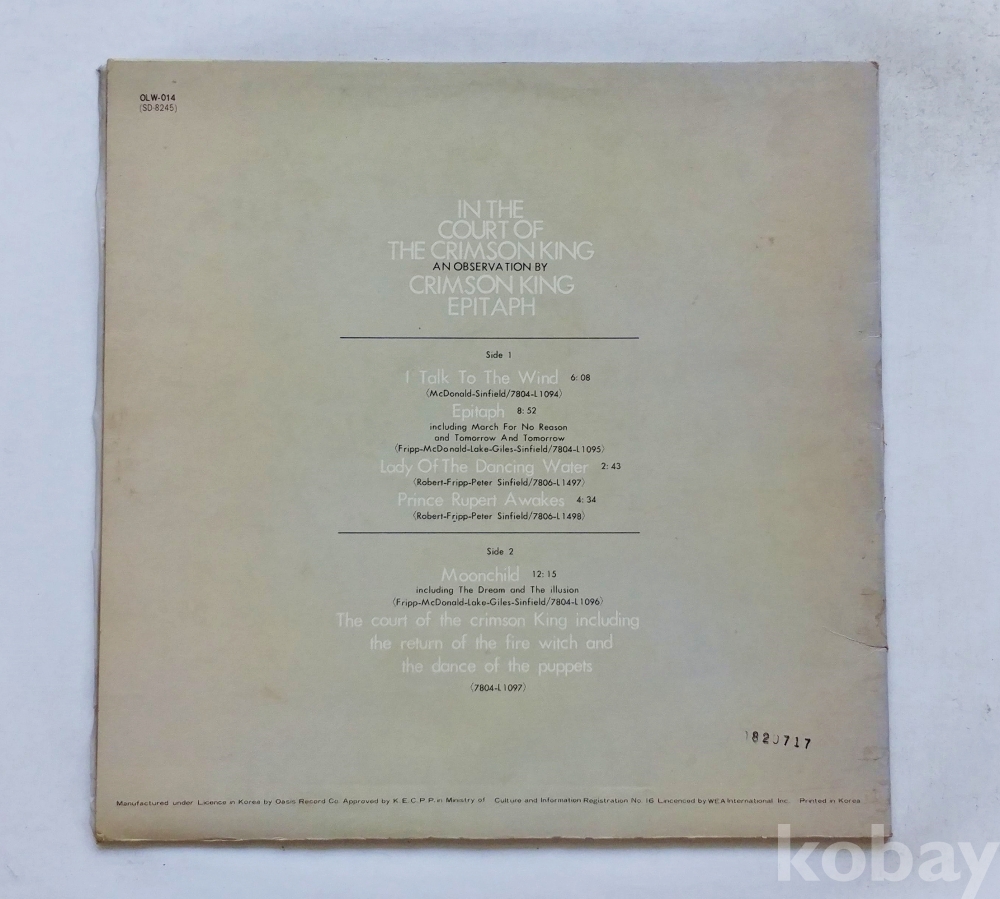 OLW-014
(SD-8245)
IN THE
COURT OF
THE CRIMSON KING
AN OBSERVATION BY
CRIMSON KING
EPITAPH
Side 1
I Talk To The Wind 6:08
(McDonald-Sinfield/7804-L1094)
Epitaph 8:52
including March For No Reason
and Tomorrow And Tomorrow
(Fripp-McDonald-Lake-Giles-Sinfield/7804-L1095)
Lady Of The Dancing Water 2:43
(Robert-Fripp-Peter Sinfield/7806-L1497)
Prince Rupert Awakes 4:34
(Robert-Fripp-Peter Sinfield/7806-L1498)
Side 2
Moonchild 12:15
including The Dream and The illusion
(Fripp-McDonald-Lake-Giles-Sinfield/7804-L1096)
The court of the crimson King including
the return of the fire witch and
the dance of the puppets
(7804-L1097)
1820717
Manufactured under Licence in Korea by Oasis Record Co. Approved by K.E.C.P.P. in Ministry of Culture and Information Registration No. 16 Lincenced by WEA International Inc. Printed in Korea
kobay